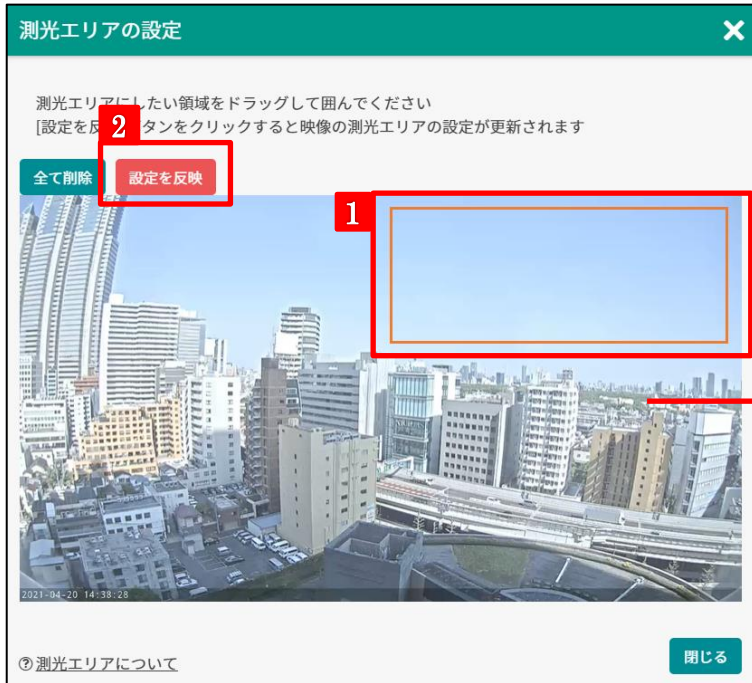 測光エリアの設定
測光エリアにしたい領域をドラッグして囲んでください
[設定を反
タンをクリックすると映像の測光エリアの設定が更新されます
2
全て削除
設定を反映
1
2021-04-20 14:38:28
測光エリアについて
閉じる